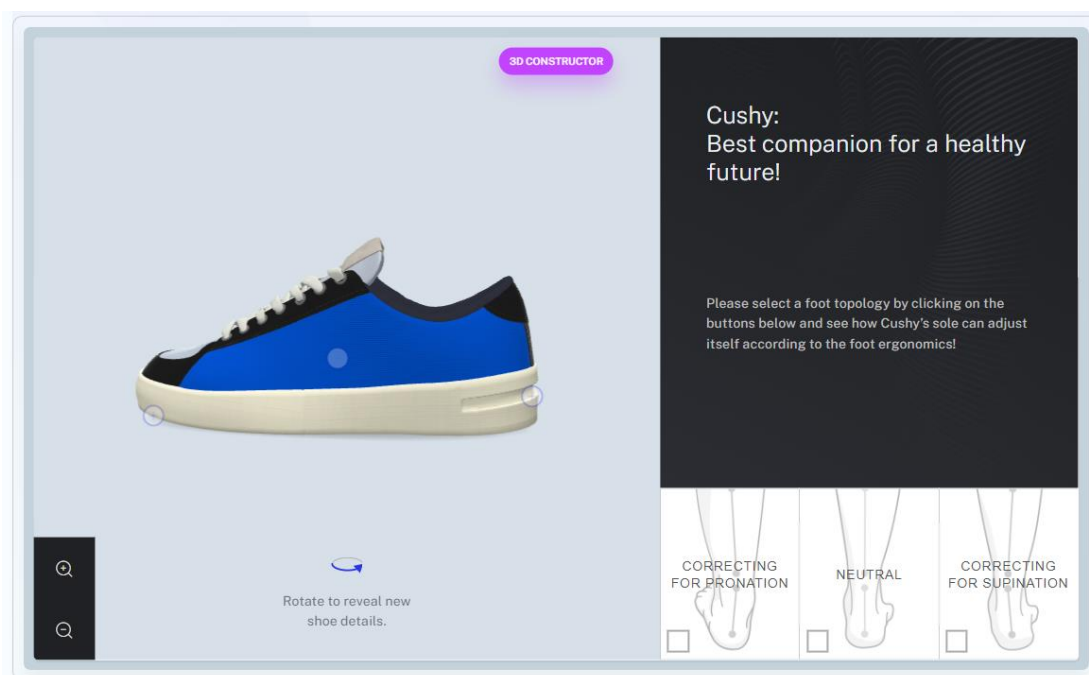 3D CONSTRUCTOR
Cushy:
Best companion for a healthy
future!
Please select a foot topology by clicking on the
buttons below and see how Cushy's sole can adjust
itself according to the foot ergonomics!
Rotate to reveal new
shoe details.
CORRECTING
FOR PRONATION
NEUTRAL
CORRECTING
FOR SUPINATION